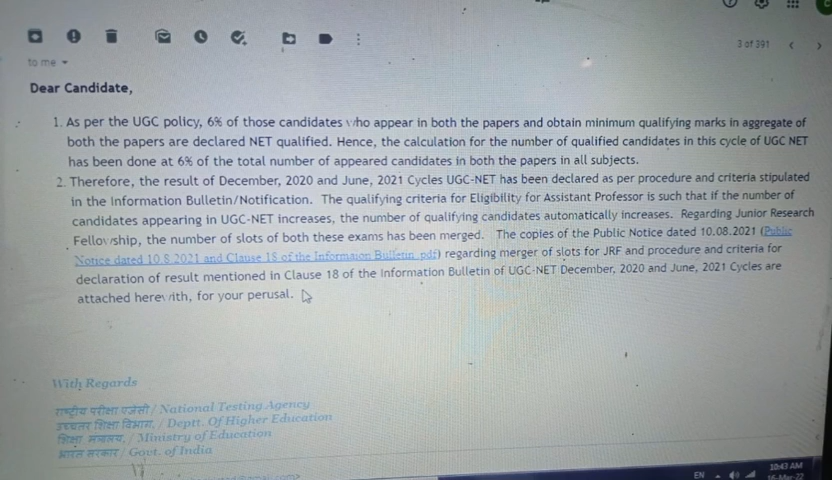 3 of 391
to me
Dear Candidate,
1. As per the UGC policy, 6% of those candidates who appear in both the papers and obtain minimum qualifying marks in aggregate of
both the papers are declared NET qualified. Hence, the calculation for the number of qualified candidates in this cycle of UGC NET
has been done at 6% of the total number of appeared candidates in both the papers in all subjects.
2. Therefore, the result of December, 2020 and June, 2021 Cycles UGC-NET has been declared as per procedure and criteria stipulated
in the Information Bulletin/Notification. The qualifying criteria for Eligibility for Assistant Professor is such that if the number of
candidates appearing in UGC-NET increases, the number of qualifying candidates automatically increases. Regarding Junior Research
Fellowship, the number of slots of both these exams has been merged. The copies of the Public Notice dated 10.08.2021 (Public
Notice dated 10.8.2021 and Clause 18 of the Informaion Bulletin.pdf) regarding merger of slots for JRF and procedure and criteria for
declaration of result mentioned in Clause 18 of the Information Bulletin of UGC-NET December, 2020 and June, 2021 Cycles are
attached herewith, for your perusal.
With Regards
राष्ट्रीय परीक्षा एजेंसी / National Testing Agency
उच्चतर शिक्षा विभाग, / Deptt. Of Higher Education
शिक्षा मंत्रालय, / Ministry of Education
भारत सरकार / Govt. of India
EN
10:43 AM
16-Mar-22